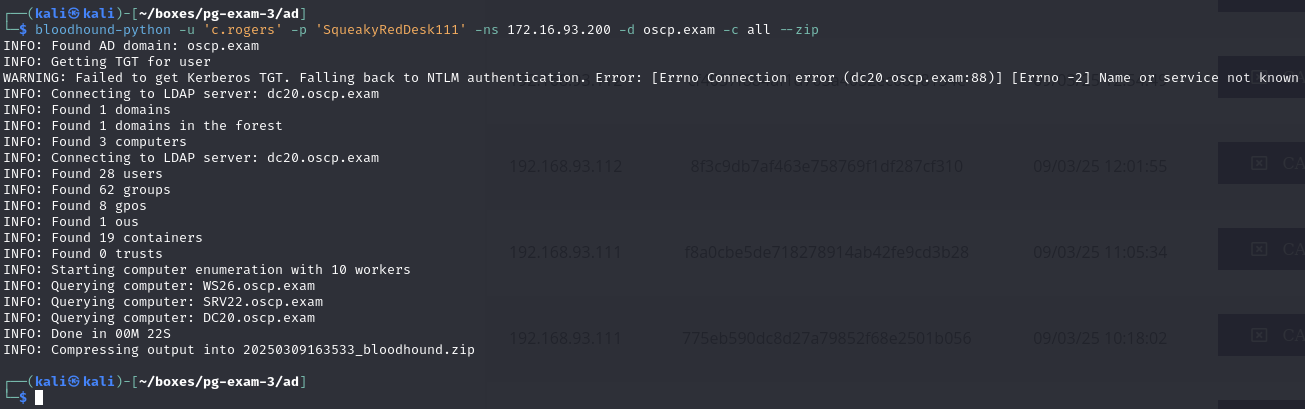 ┌──(kali㉿kali)-[~/boxes/pg-exam-3/ad]
└─$ bloodhound-python -u 'c.rogers' -p 'SqueakyRedDesk111' -ns 172.16.93.200 -d oscp.exam -c all --zip
INFO: Found AD domain: oscp.exam
INFO: Getting TGT for user
WARNING: Failed to get Kerberos TGT. Falling back to NTLM authentication. Error: [Errno Connection error (dc20.oscp.exam:88)] [Errno -2] Name or service not known
INFO: Connecting to LDAP server: dc20.oscp.exam
INFO: Found 1 domains
INFO: Found 1 domains in the forest
INFO: Found 3 computers
INFO: Connecting to LDAP server: dc20.oscp.exam
192.168.93.112 8f3c9db7af463e758769f1df287cf310 09/03/25 12:01:55
INFO: Found 28 users
INFO: Found 62 groups
INFO: Found 8 gpos
INFO: Found 1 ous
INFO: Found 19 containers
192.168.93.111 f8a0cbe5de718278914ab42fe9cd3b28 09/03/25 11:05:34
INFO: Found 0 trusts
INFO: Starting computer enumeration with 10 workers
INFO: Querying computer: WS26.oscp.exam
INFO: Querying computer: SRV22.oscp.exam
INFO: Querying computer: DC20.oscp.exam
INFO: Done in 00M 22S
192.168.93.111 775eb590dc8d27a79852f68e2501b056 09/03/25 10:18:02
INFO: Compressing output into 20250309163533_bloodhound.zip
┌──(kali㉿kali)-[~/boxes/pg-exam-3/ad]
└─$